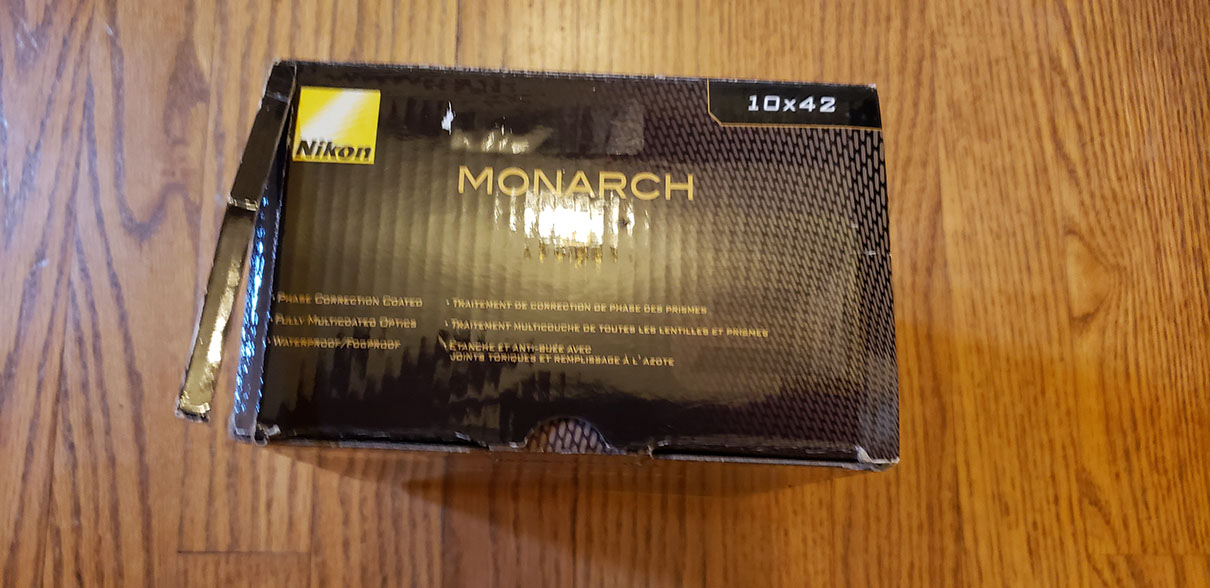 Nikon
10x42
MONARCH
• PHASE CORRECTION COATED
FULLY MULTICOATED OPTICS
WATERPROOF/FOGPROOF
• TRAITEMENT DE CORRECTION DE PHASE DES PRISMES
• TRAITEMENT MULTICOUCHE DE TOUTES LES LENTILLES ET PRISMES
ÉTANCHE ET ANTI-BUÉE AVEC
JOINTS TORIQUES ET REMPLISSAGE À L'AZOTE